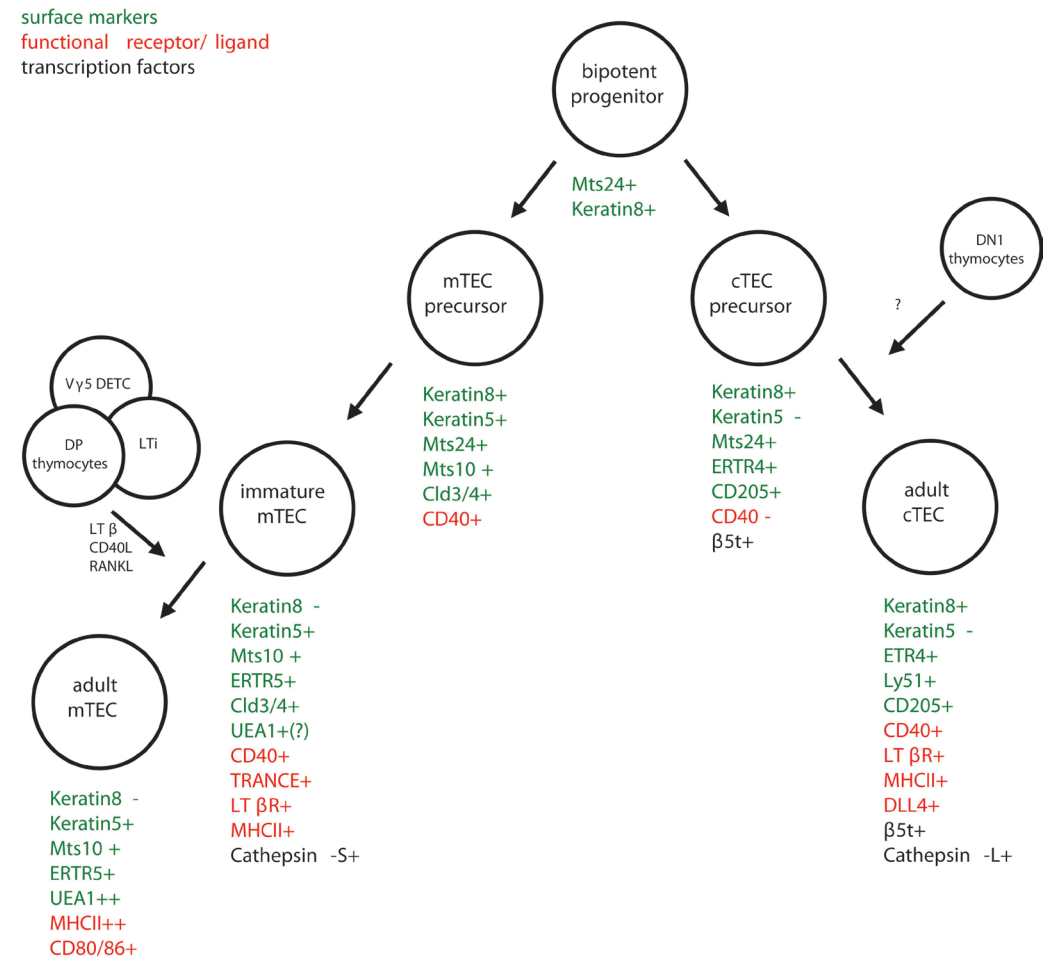 surface markers
functional receptor/ ligand
transcription factors
bipotent
progenitor
Mts24+
Keratin8+
DN1
thymocytes
?
mTEC
precursor
cTEC
precursor
Keratin8+
Keratin5+
Mts24+
Mts10 +
Cld3/4+
CD40+
Keratin8+
Keratin5 -
Mts24+
ERTR4+
CD205+
CD40 -
β5t+
Vγ5 DETC
DP
thymocytes
LTi
LT β
CD40L
RANKL
immature
mTEC
Keratin8 -
Keratin5+
Mts10 +
ERTR5+
Cld3/4+
UEA1+(?)
CD40+
TRANCE+
LT βR+
MHCII+
Cathepsin -S+
adult
cTEC
Keratin8+
Keratin5 -
ETR4+
Ly51+
CD205+
CD40+
LT βR+
MHCII+
DLL4+
β5t+
Cathepsin -L+
adult
mTEC
Keratin8 -
Keratin5+
Mts10 +
ERTR5+
UEA1++
MHCII++
CD80/86+